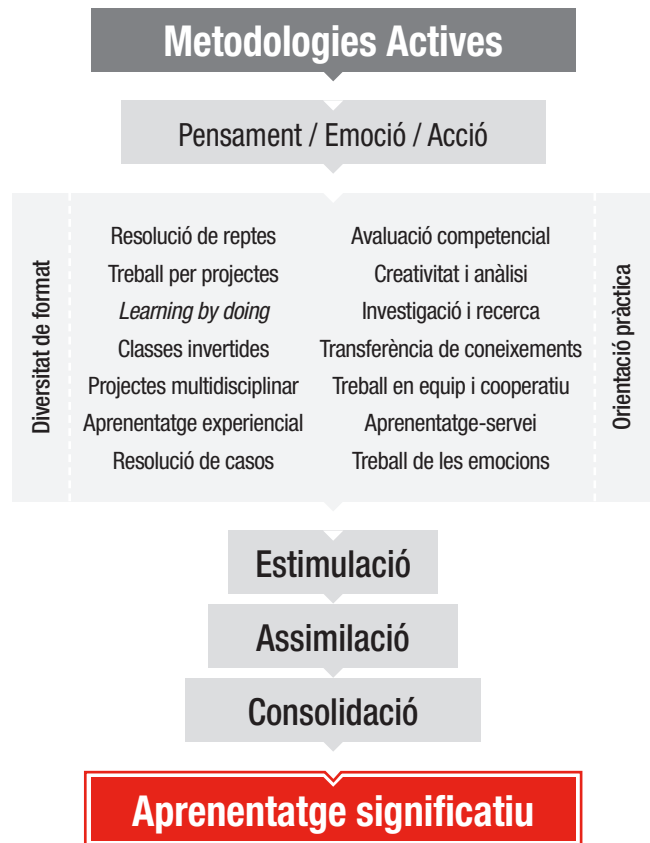 Metodologies Actives
Pensament / Emoció / Acció
Diversitat de format
Resolució de reptes
Treball per projectes
Learning by doing
Classes invertides
Projectes multidisciplinar
Aprenentatge experiencial
Resolució de casos
Avaluació competencial
Creativitat i anàlisi
Investigació i recerca
Transferència de coneixements
Treball en equip i cooperatiu
Aprenentatge-servei
Treball de les emocions
Orientació pràctica
Estimulació
Assimilació
Consolidació
Aprenentatge significatiu